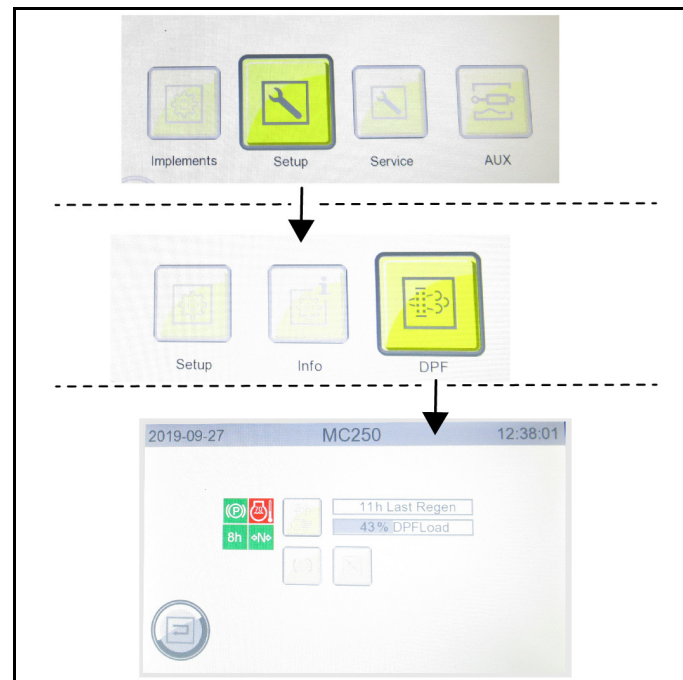 Implements Setup Service AUX
Setup Info DPF
2019-09-27 MC250 12:38:01
(P)
11h Last Regen
8h N 43% DPFLoad